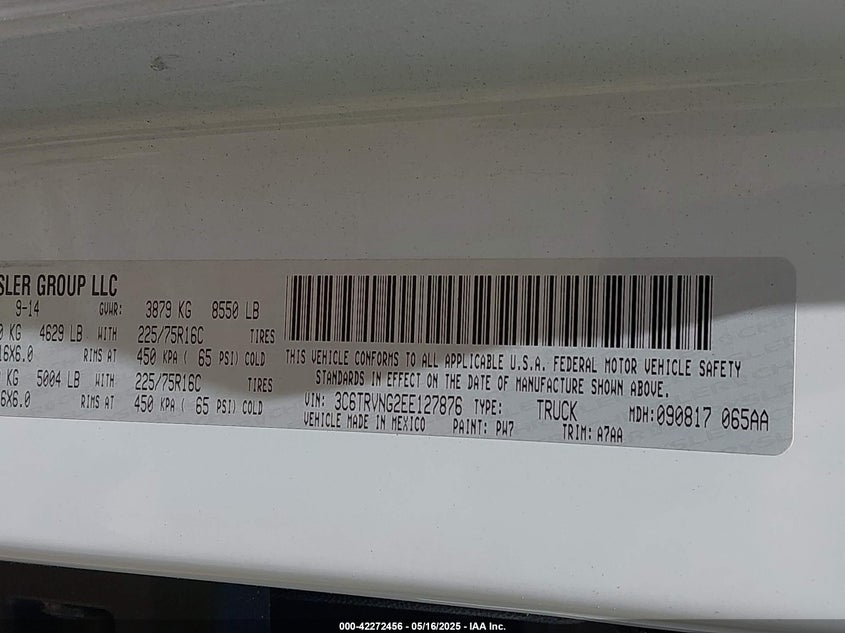 SLER GROUP LLC
9-14 GVWR: 3879 KG 8550 LB
KG 4629 LB WITH 225/75R16C TIRES
16X6.0 RIMS AT 450 KPA ( 65 PSI) COLD
KG 5004 LB WITH 225/75R16C TIRES
6X6.0 RIMS AT 450 KPA ( 65 PSI) COLD
THIS VEHICLE CONFORMS TO ALL APPLICABLE U.S.A. FEDERAL MOTOR VEHICLE SAFETY
STANDARDS IN EFFECT ON THE DATE OF MANUFACTURE SHOWN ABOVE.
VIN: 3C6TRVNG2EE127876 TYPE: TRUCK MDH:090817 065AA
VEHICLE MADE IN MEXICO PAINT: PW7 TRIM: A7AA
000-42272456 - 05/16/2025 - IAA Inc.